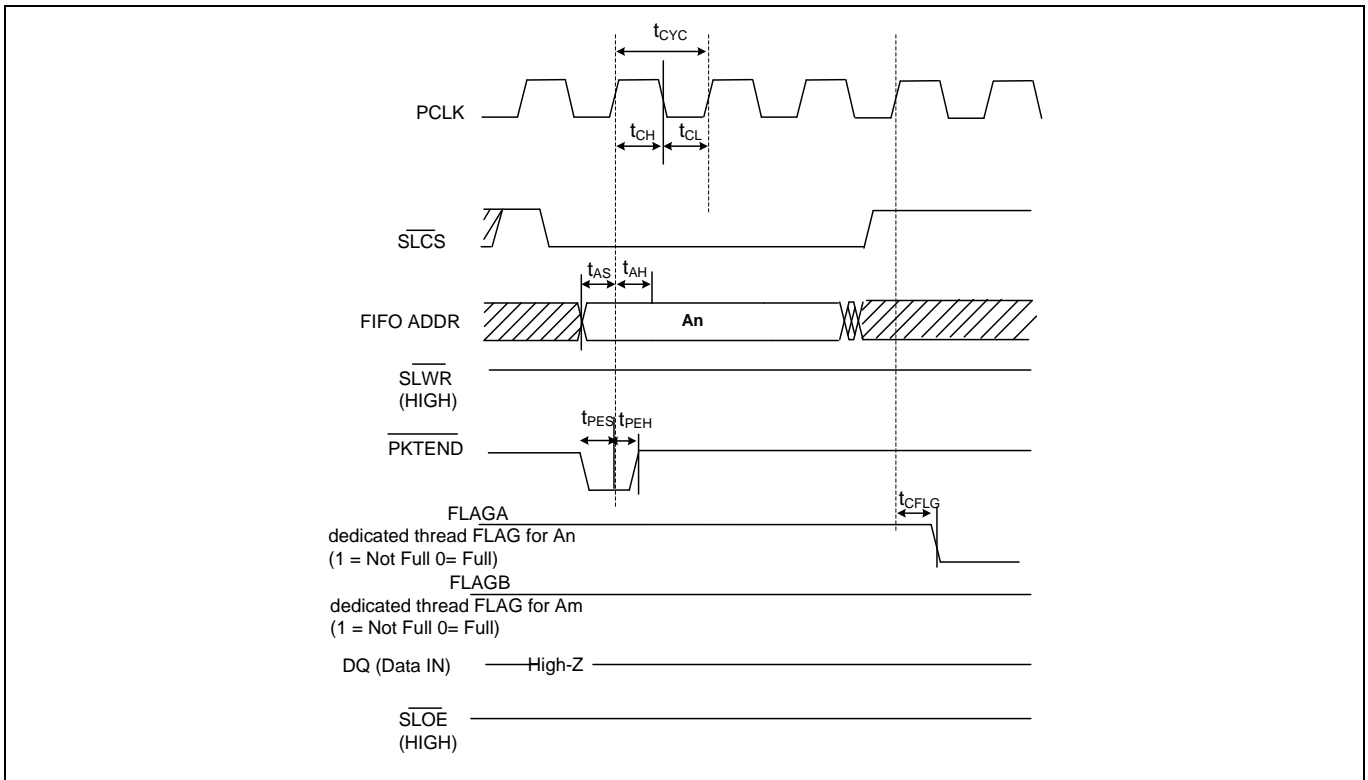 tCYC
PCLK
tCH tCL
SLCS
tAS tAH
FIFO ADDR An
SLWR
(HIGH)
tPES tPEH
PKTEND
tCFLG
FLAGA
dedicated thread FLAG for An
(1 = Not Full 0= Full)
FLAGB
dedicated thread FLAG for Am
(1 = Not Full 0= Full)
DQ (Data IN) High-Z
SLOE
(HIGH)